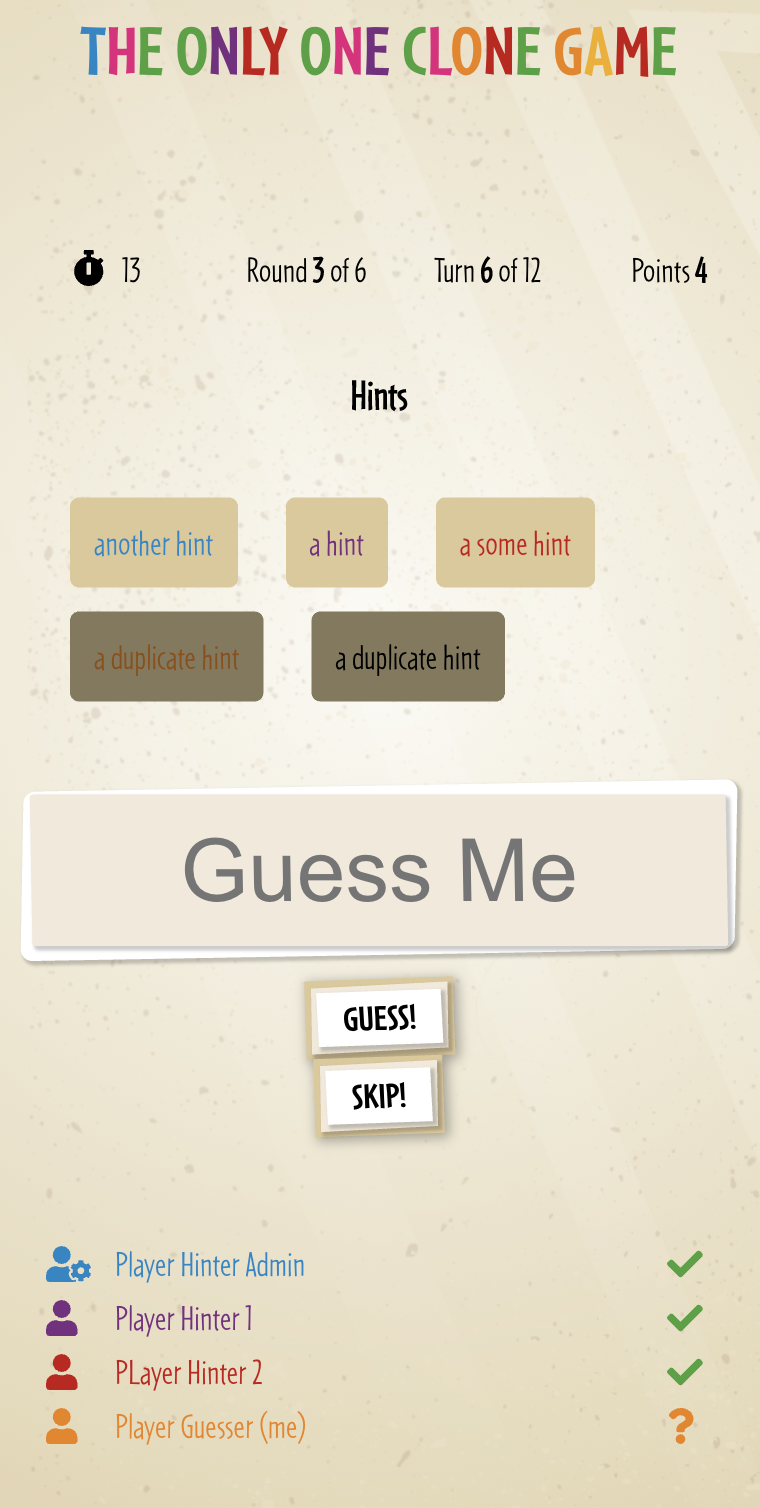 THE ONLY ONE CLONE GAME
13 Round 3 of 6 Turn 6 of 12 Points 4
Hints
another hint a hint a some hint
a duplicate hint a duplicate hint
Guess Me
GUESS!
SKIP!
Player Hinter Admin
Player Hinter 1
PLayer Hinter 2
Player Guesser (me) ?